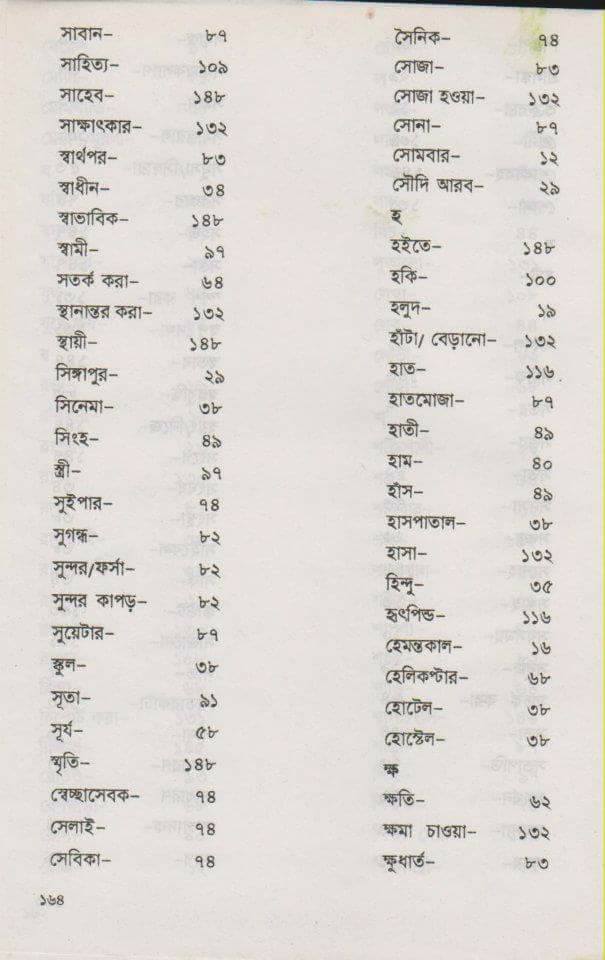 সাবান– ৮৭
সাহিত্য– ১০৯
সাহেব– ১৪৮
সাক্ষাৎকার– ১৩২
স্বার্থপর– ৮৩
স্বাধীন– ৩৪
স্বাভাবিক– ১৪৮
স্বামী– ৯৭
সতর্ক করা– ৬৪
স্থানান্তর করা– ১৩২
স্থায়ী– ১৪৮
সিঙ্গাপুর– ২৯
সিনেমা– ৩৮
সিংহ– ৪৯
স্ত্রী– ৯৭
সুইপার– ৭৪
সুগন্ধ– ৮২
সুন্দর/ফর্সা– ৮২
সুন্দর কাপড়– ৮২
সুয়েটার– ৮৭
স্কুল– ৩৮
সূতা– ৯১
সূর্য– ৫৮
স্মৃতি– ১৪৮
স্বেচ্ছাসেবক– ৭৪
সেলাই– ৭৪
সেবিকা– ৭৪
১৬৪
সৈনিক– ৭৪
সোজা– ৮৩
সোজা হওয়া– ১৩২
সোনা– ৮৭
সোমবার– ১২
সৌদি আরব– ২৯
হ
হইতে– ১৪৮
হকি– ১০০
হলুদ– ১৯
হাঁটা/ বেড়ানো– ১৩২
হাত– ১১৬
হাতমোজা– ৮৭
হাতী– ৪৯
হাম– ৪০
হাঁস– ৪৯
হাসপাতাল– ৩৮
হাসা– ১৩২
হিন্দু– ৩৫
হৃৎপিন্ড– ১১৬
হেমন্তকাল– ১৬
হেলিকপ্টার– ৬৮
হোটেল– ৩৮
হোস্টেল– ৩৮
ক্ষ
ক্ষতি– ৬২
ক্ষমা চাওয়া– ১৩২
ক্ষুধার্ত– ৮৩